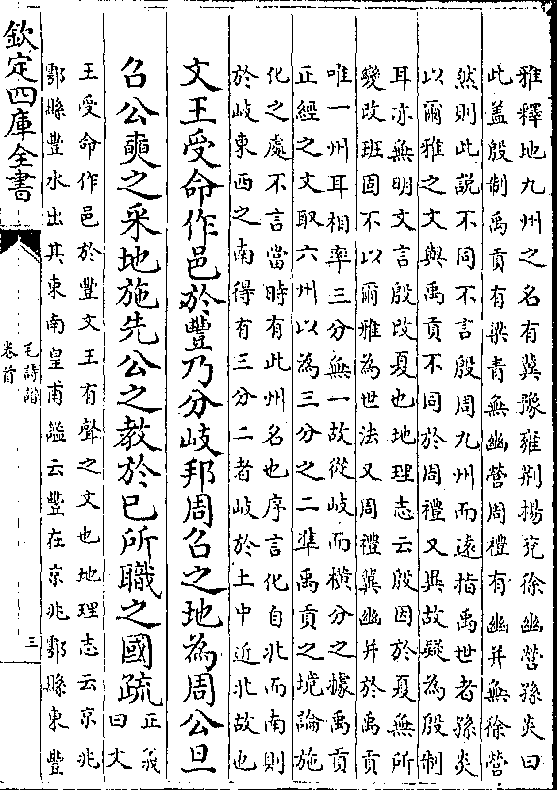 雅釋地九州之名有冀豫雍荆揚兖徐幽營孫炎曰
此蓋殷制禹貢有梁青無幽營周禮有幽并無徐營
然則此説不同不言殷周九州而逺指禹世者孫炎
以爾雅之文與禹貢不同於周禮又異故疑為殷制
耳亦無明文言殷改夏也地理志云殷因於夏無所
變改班固不以爾雅為世法又周禮冀幽并於禹貢
唯一州耳相率三分無一故從岐而横分之據禹貢
正經之文取六州以為三分之二準禹貢之境論施
化之處不言當時有此州名也序言化自北而南則
於岐東西之南得有三分二者岐於土中近北故也
文王受命作邑於豐乃分岐邦周召之地為周公旦
召公奭之采地施先公之教於已所職之國疏
正義
曰文
王受命作邑於豐文王有聲之文也地理志云京兆
鄠縣豐水出其東南皇甫謐云豐在京兆鄠縣東豐
欽定四庫全書
毛詩譜
卷首
三